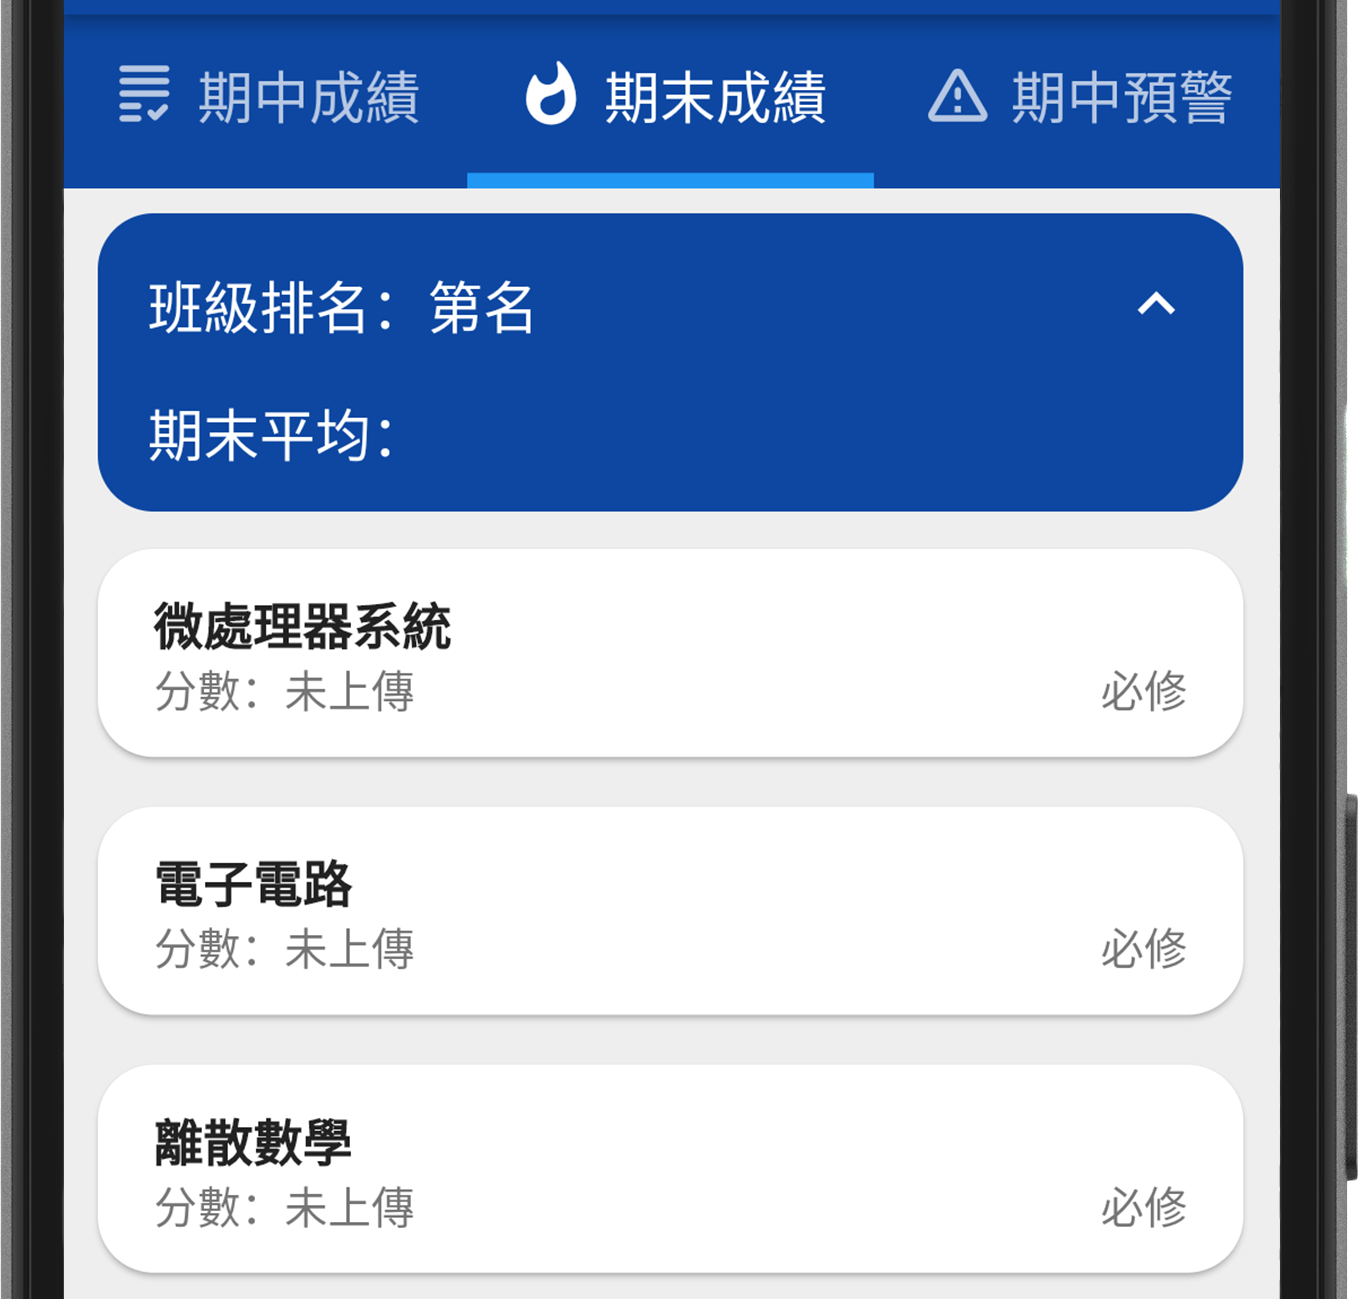 期中成績 期末成績 期中預警
班級排名：第名
期末平均：
微處理器系統
分數：未上傳 必修
電子電路
分數：未上傳 必修
離散數學
分數：未上傳 必修